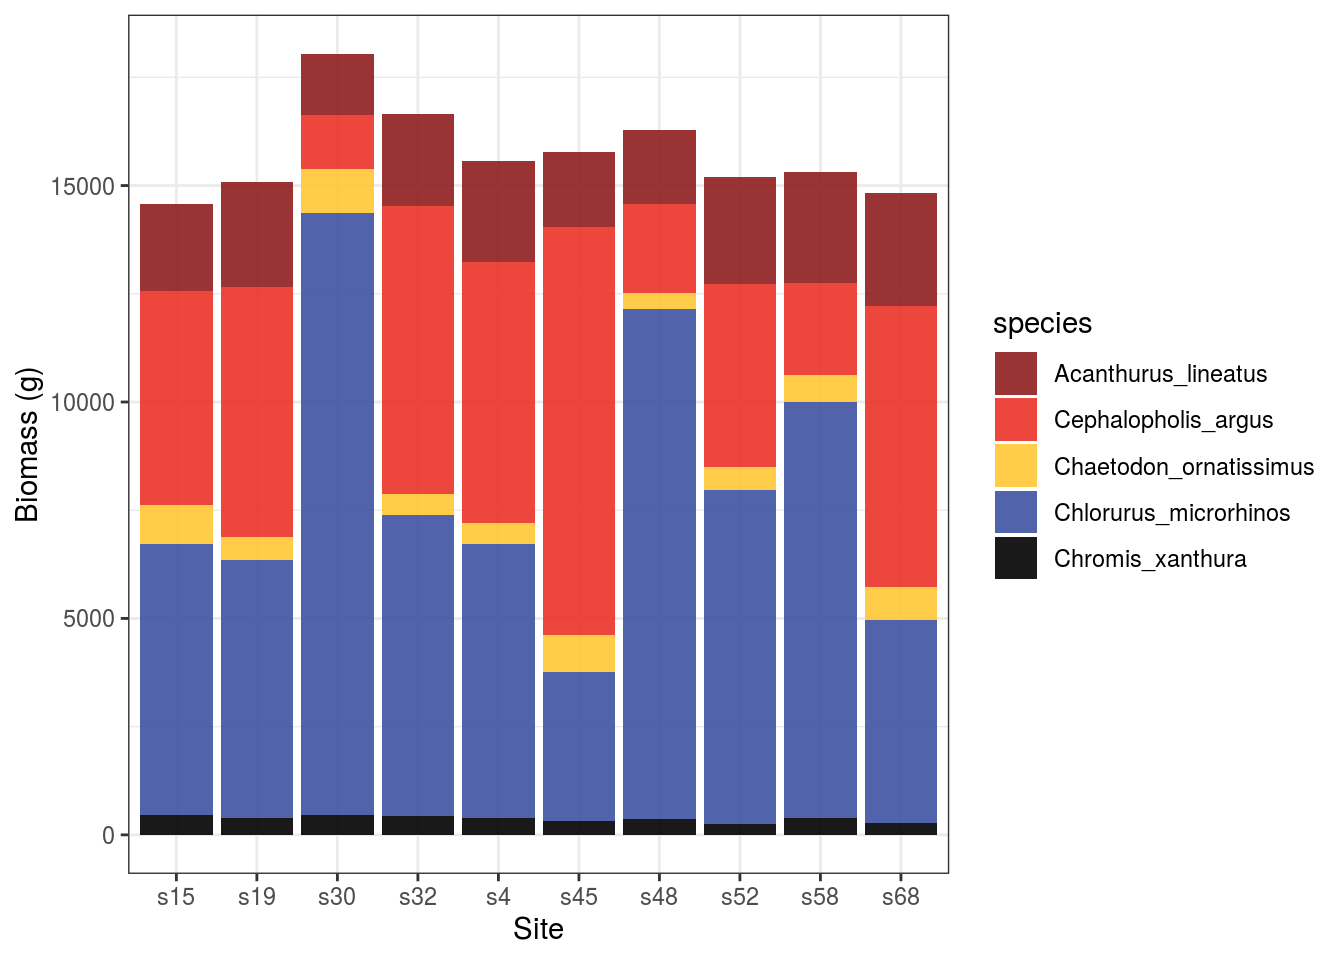 15000
10000
5000
0
Biomass (g)
s15 s19 s30 s32 s4 s45 s48 s52 s58 s68
Site
species
Acanthurus_lineatus
Cephalopholis_argus
Chaetodon_ornatissimus
Chlorurus_microrhinos
Chromis_xanthura